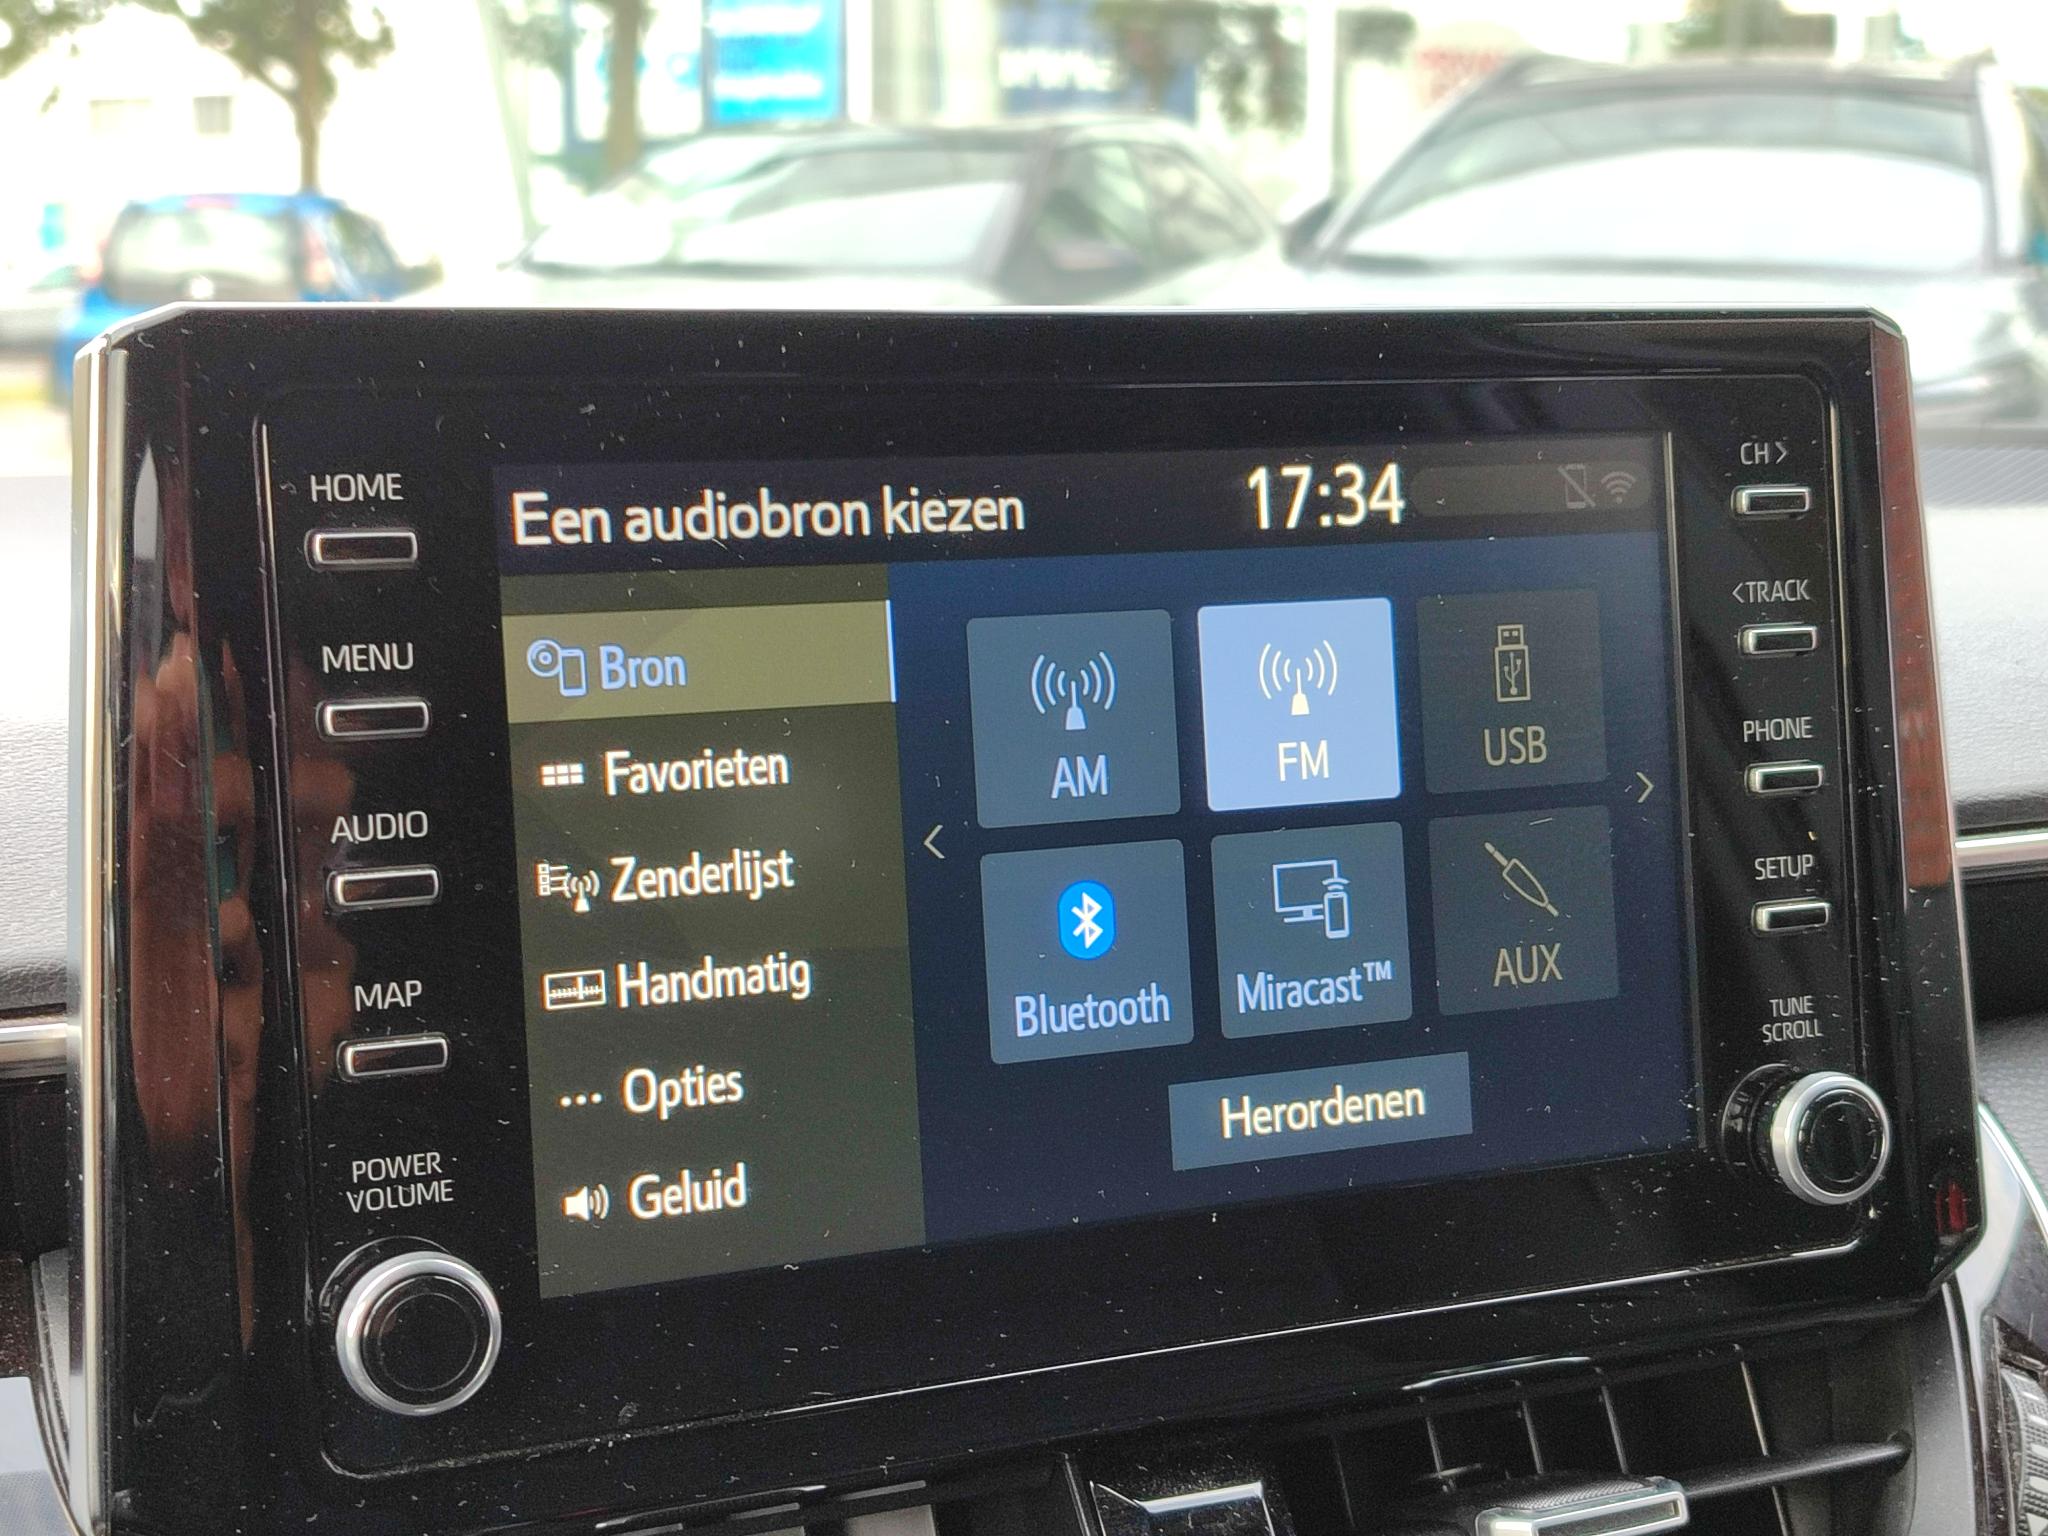 HOME
MENU
AUDIO
MAP
POWER
VOLUME
Een audiobron kiezen
17:34
Bron
Favorieten
Zenderlijst
Handmatig
Opties
Geluid
AM
FM
USB
Bluetooth
Miracast™
AUX
Herordenen
CH >
< TRACK
PHONE
SETUP
TUNE
SCROLL